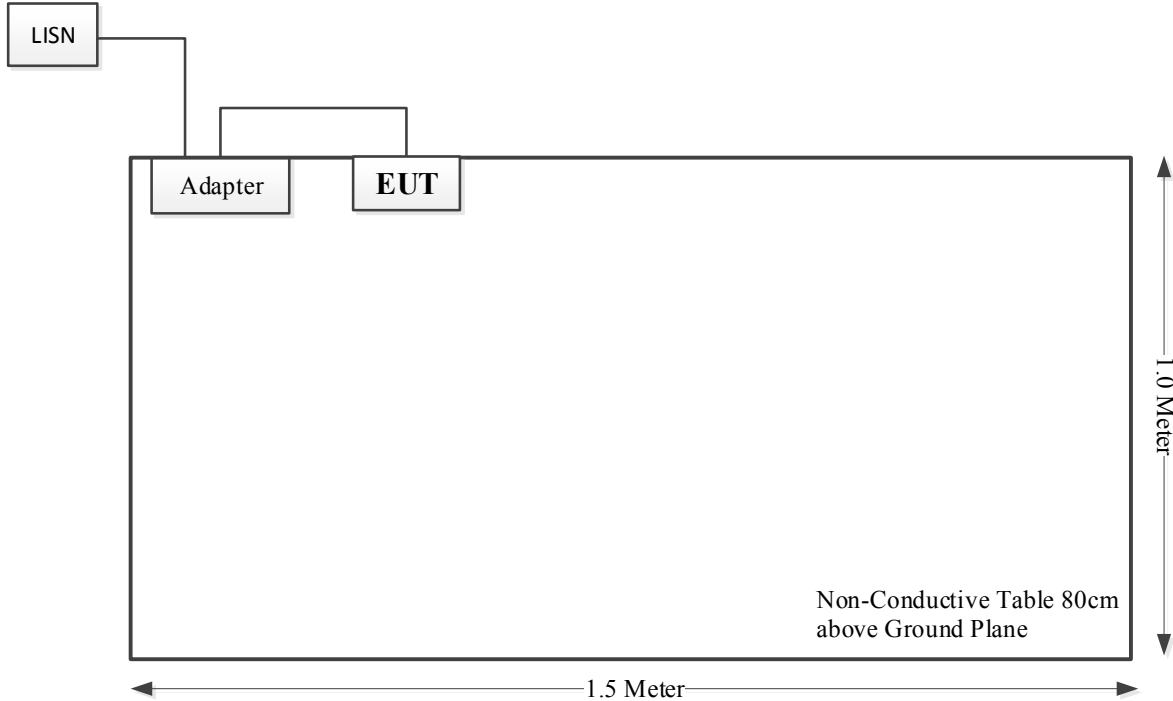 LISN
Adapter
EUT
1.0 Meter
Non-Conductive Table 80cm
above Ground Plane
1.5 Meter